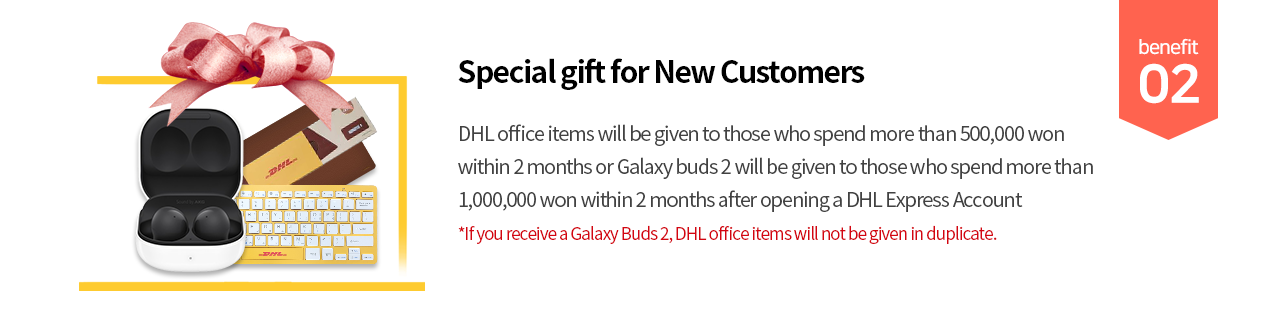 benefit
02
Special gift for New Customers
DHL office items will be given to those who spend more than 500,000 won
within 2 months or Galaxy buds 2 will be given to those who spend more than
1,000,000 won within 2 months after opening a DHL Express Account
*If you receive a Galaxy Buds 2, DHL office items will not be given in duplicate.
DHL
DHL